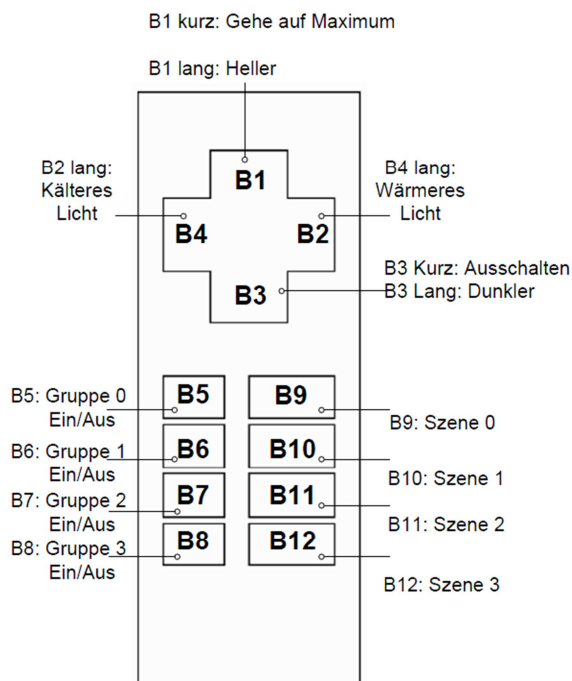 B1 kurz: Gehe auf Maximum
B1 lang: Heller
B2 lang:
Kälteres
Licht
B4 lang:
Wärmeres
Licht
B1
B4
B2
B3
B3 Kurz: Ausschalten
B3 Lang: Dunkler
B5: Gruppe 0
Ein/Aus
B5
B9
B9: Szene 0
B6: Gruppe 1
Ein/Aus
B6
B10
B10: Szene 1
B7: Gruppe 2
Ein/Aus
B7
B11
B11: Szene 2
B8: Gruppe 3
Ein/Aus
B8
B12
B12: Szene 3